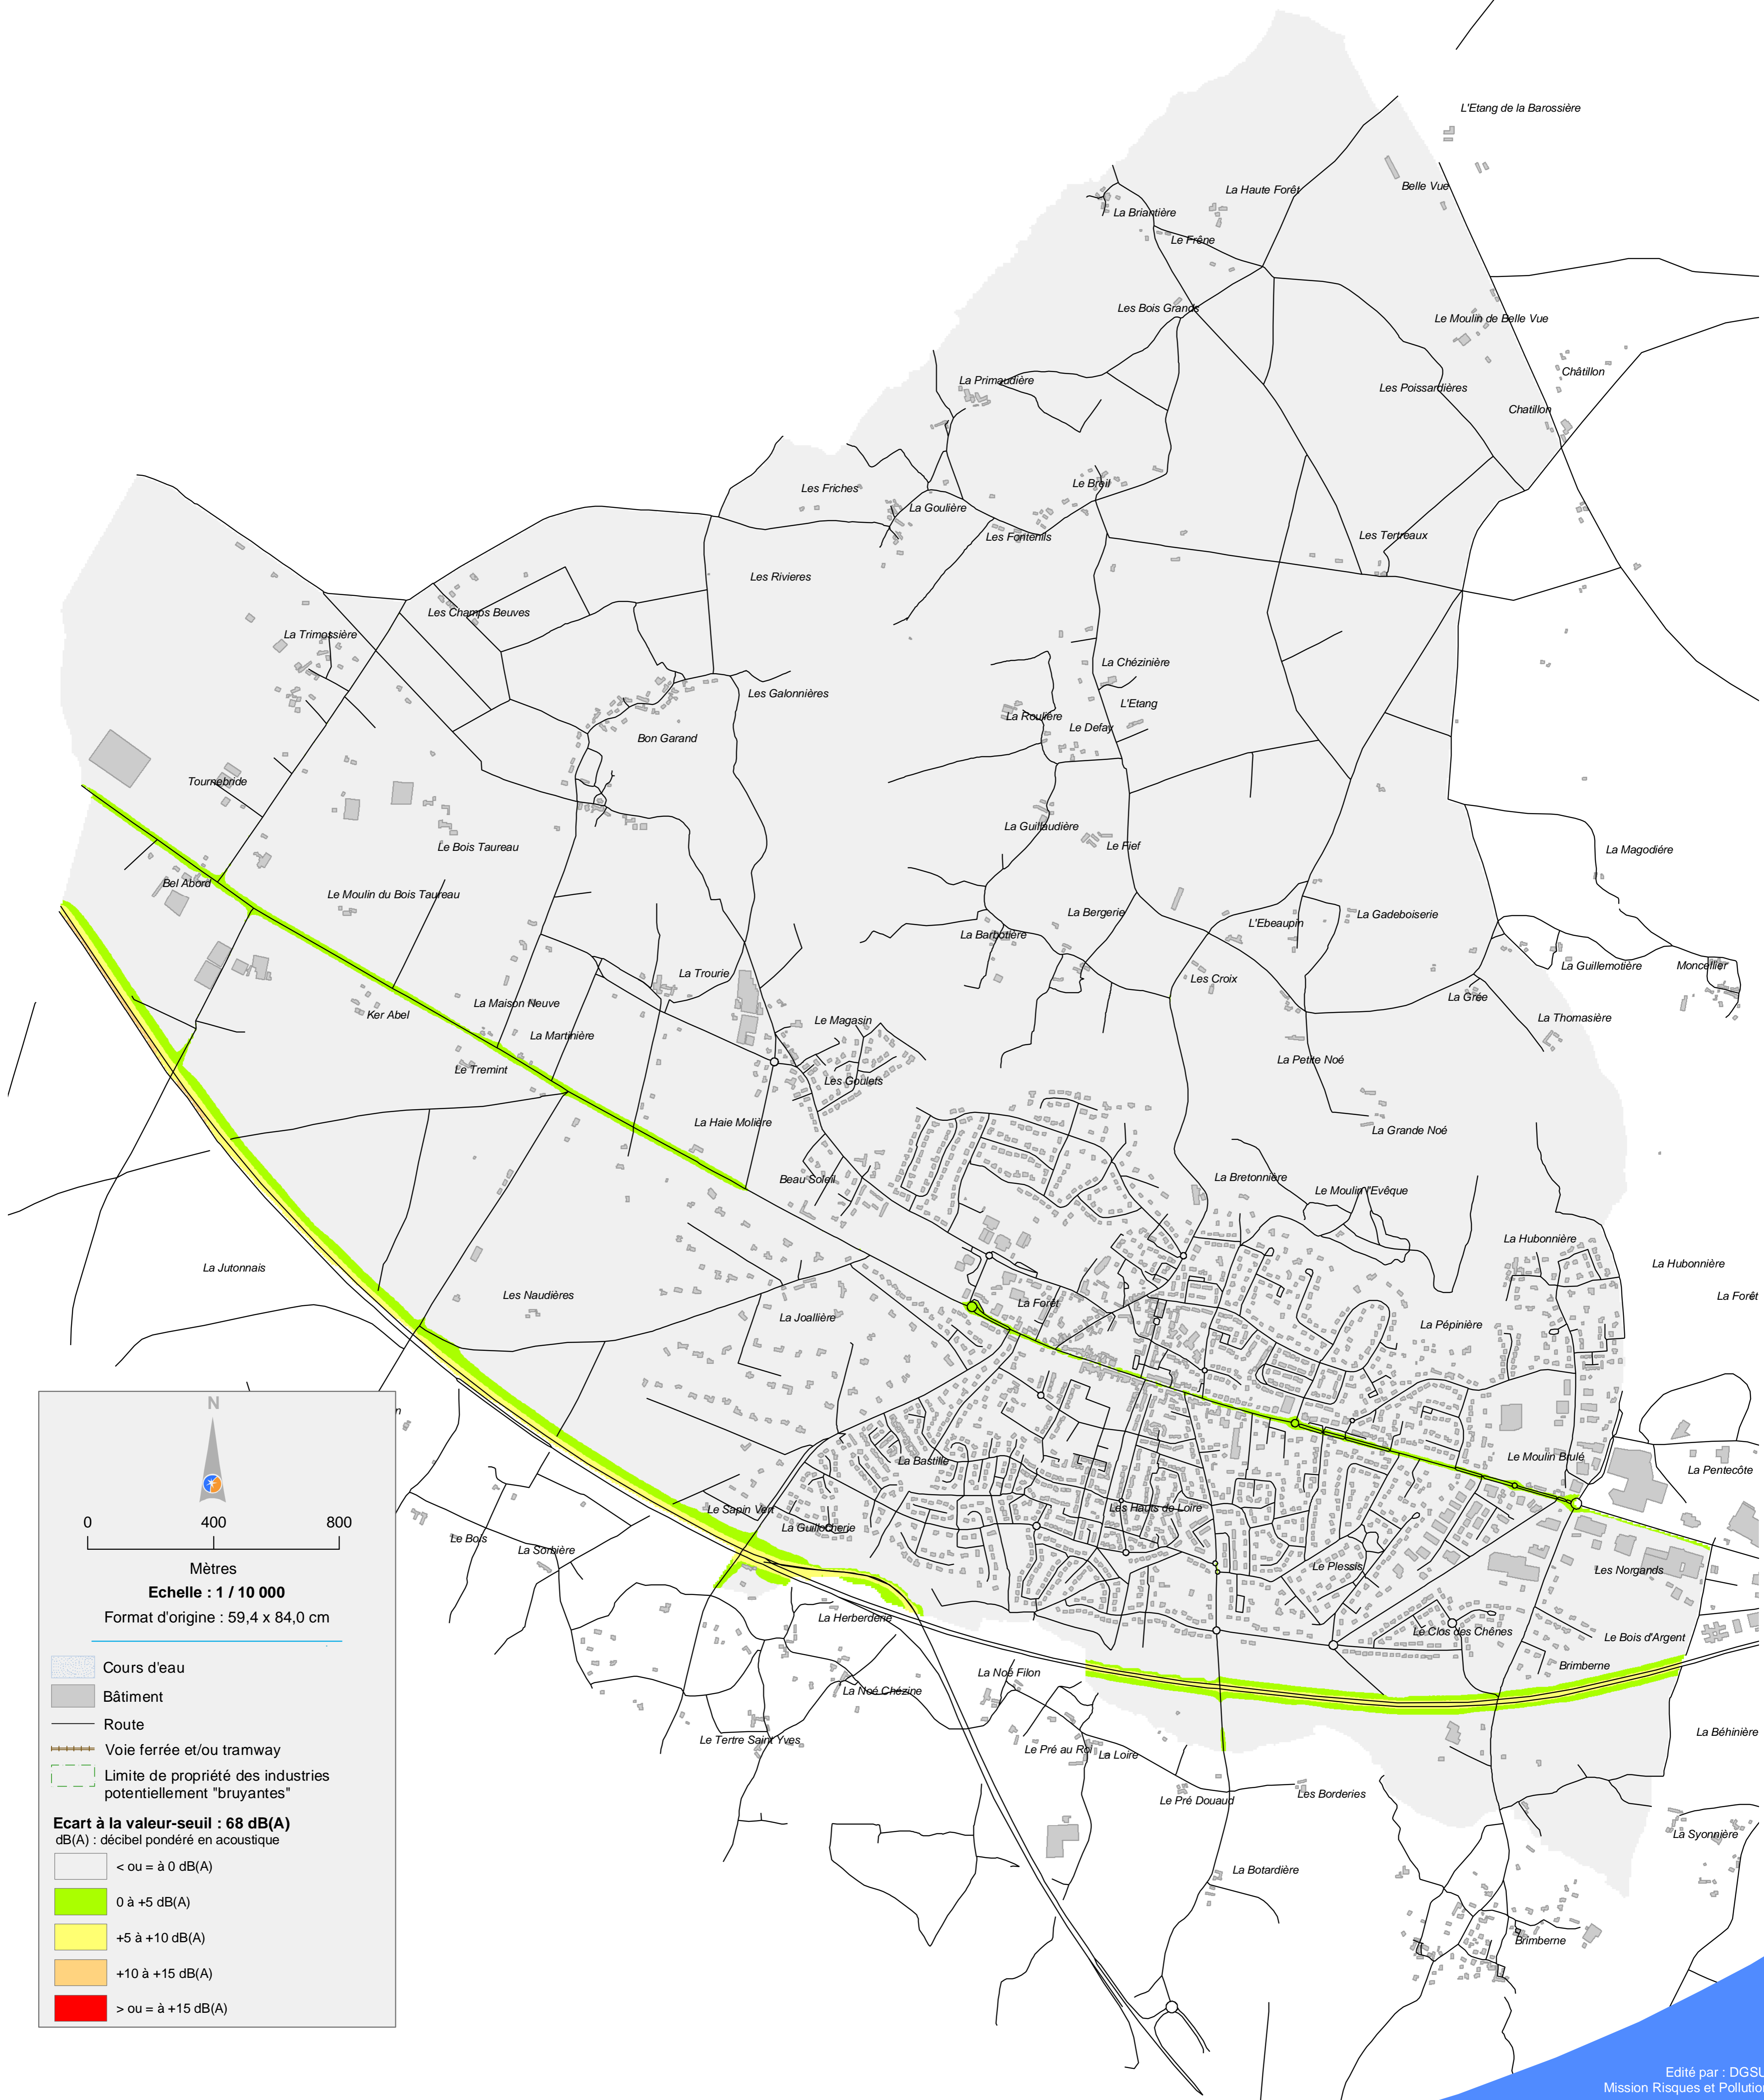 L'Etang de la Barossière
La Haute Forêt
Belle Vue
La Briantière
Le Frêne
Les Bois Grands
Le Moulin de Belle Vue
Châtillon
La Primaudière
Les Poissardières
Chatillon
Les Friches
Le Breil
La Goulière
Les Fontenils
Les Tertreaux
Les Rivieres
Les Champs Beuves
La Trimossière
La Chézinière
Les Galonnières
L'Etang
La Roulière
Le Defay
Bon Garand
Tournebride
La Guillaudière
Le Fief
Le Bois Taureau
La Magodiére
Bel Abord
Le Moulin du Bois Taureau
La Bergerie
L'Ebeaupin
La Gadeboiserie
La Barbotière
La Trourie
Les Croix
La Guillemotière
Moncellier
La Maison Neuve
Ker Abel
La Grée
Le Magasin
La Martinière
La Thomasière
La Petite Noé
Le Tremint
Les Goulets
La Haie Molière
La Grande Noé
Beau Soleil
La Bretonnière
Le Moulin l'Evêque
La Hubonnière
La Jutonnais
La Hubonnière
Les Naudières
La Forêt
La Forêt
La Joallière
La Pépinière
n
La Bastille
Le Moulin Brulé
La Pentecôte
Le Sapin Vert
Les Hauts de Loire
La Guillocherie
Le Bois
La Sorbière
Le Plessis
Les Norgands
La Herberderie
Le Clos des Chênes
Le Bois d'Argent
Brimberne
La Noé Filon
La Noé Chézine
La Béhinière
Le Tertre Saint Yves
Le Pré au Roi
La Loire
Les Borderies
Le Pré Douaud
La Syonnière
La Botardière
Brimberne
N
0 400 800
Mètres
Echelle : 1 / 10 000
Format d'origine : 59,4 x 84,0 cm
Cours d'eau
Bâtiment
Route
Voie ferrée et/ou tramway
Limite de propriété des industries
potentiellement "bruyantes"
Ecart à la valeur-seuil : 68 dB(A)
dB(A) : décibel pondéré en acoustique
< ou = à 0 dB(A)
0 à +5 dB(A)
+5 à +10 dB(A)
+10 à +15 dB(A)
> ou = à +15 dB(A)
Edité par : DGSU
Mission Risques et Pollutio